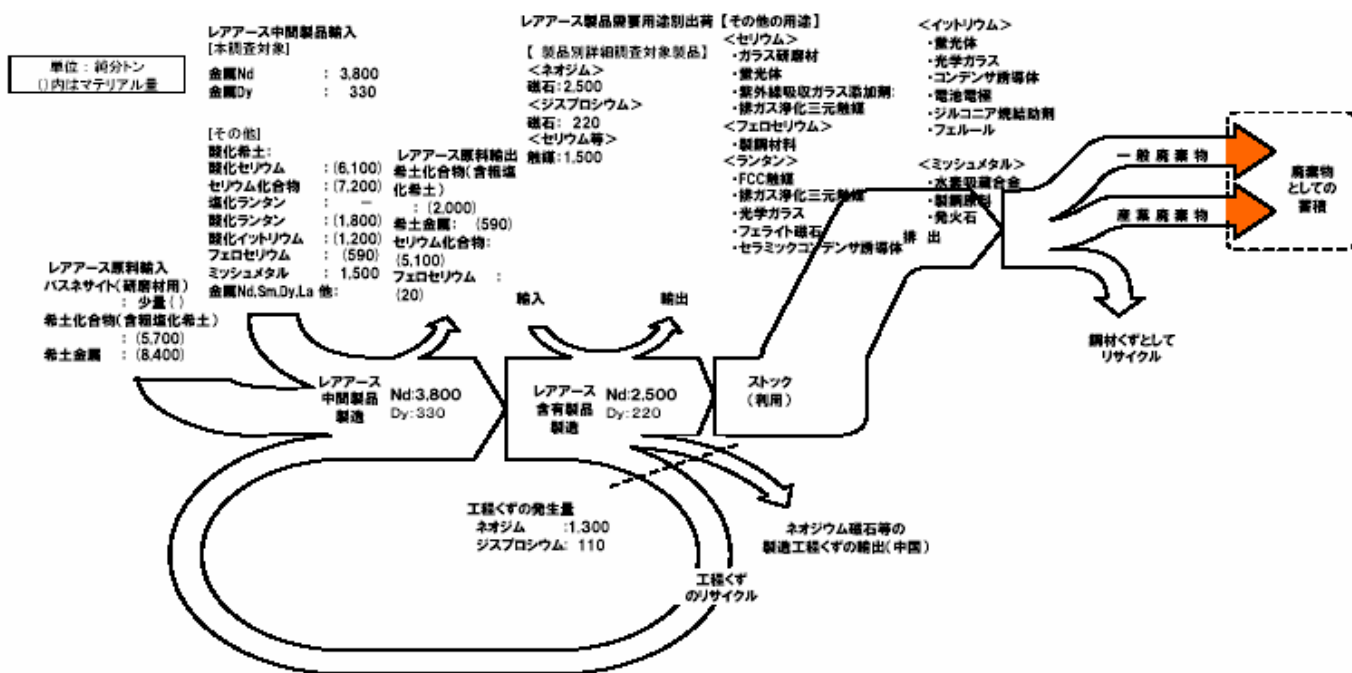 単位：純分トン
()内はマテリアル量
レアアース中間製品輸入
[本調査対象]
金属Nd : 3,800
金属Dy : 330
[その他]
酸化希土:
酸化セリウム : (6,100)
セリウム化合物 : (7,200)
塩化ランタン : －
酸化ランタン : (1,800)
酸化イットリウム : (1,200)
フェロセリウム : (590)
ミッシュメタル : 1,500
金属Nd,Sm,Dy,La 他:
レアアース原料輸入
バスネサイト(研磨材用)
: 少量( )
希土化合物(含粗塩化希土)
: (5,700)
希土金属 : (8,400)
レアアース原料輸出
希土化合物(含粗塩
化希土)
: (2,000)
希土金属: (590)
セリウム化合物:
(5,100)
フェロセリウム :
(20)
レアアース製品需要用途別出荷
【 製品別詳細調査対象製品】
＜ネオジム＞
磁石:2,500
＜ジスプロシウム＞
磁石: 220
＜セリウム等＞
触媒:1,500
【その他の用途】
＜セリウム＞
・ガラス研磨材
・蛍光体
・紫外線吸収ガラス添加剤:
・排ガス浄化三元触媒
＜フェロセリウム＞
・製鋼材料
＜ランタン＞
・FCC触媒
・排ガス浄化三元触媒
・光学ガラス
・フェライト磁石
・セラミックコンデンサ誘導体
＜イットリウム＞
・蛍光体
・光学ガラス
・コンデンサ誘導体
・電池電極
・ジルコニア焼結助剤
・フェルール
＜ミッシュメタル＞
・水素吸蔵合金
・製鋼原料
・発火石
排 出
一般廃棄物
産業廃棄物
廃棄物
としての
蓄積
鋼材くずとして
リサイクル
輸入
輸出
レアアース
中間製品
製造
Nd:3,800
Dy:330
レアアース
含有製品
製造
Nd:2,500
Dy:220
ストック
(利用)
工程くずの発生量
ネオジム :1,300
ジスプロシウム: 110
ネオジウム磁石等の
製造工程くずの輸出(中国)
工程くず
のリサイクル